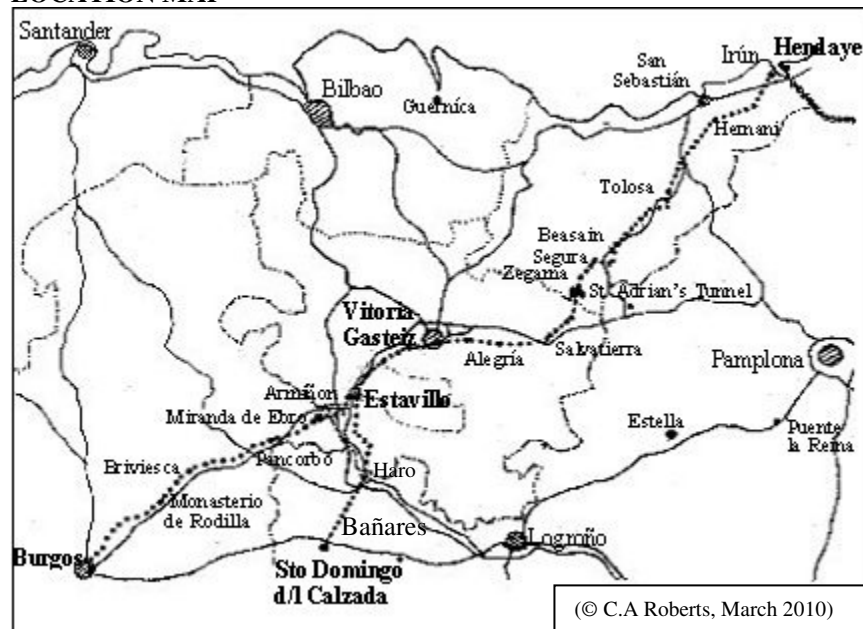 LOCATION MAP
Santander
Bilbao
Guerníca
San
Sebastián
Irún
Hendaye
Hernani
Tolosa
Beasain
Segura
Zegama
St. Adrian's Tunnel
Vitoria-
Gasteiz
Alegría
Salvatierra
Pamplona
Armiñon
Estavillo
Miranda de Ebro
Estella
Puente
la Reina
Briviesca
Pancorbo
Haro
Monasterio
de Rodilla
Bañares
Logroño
Burgos
Sto Domingo
d/l Calzada
(© C.A Roberts, March 2010)